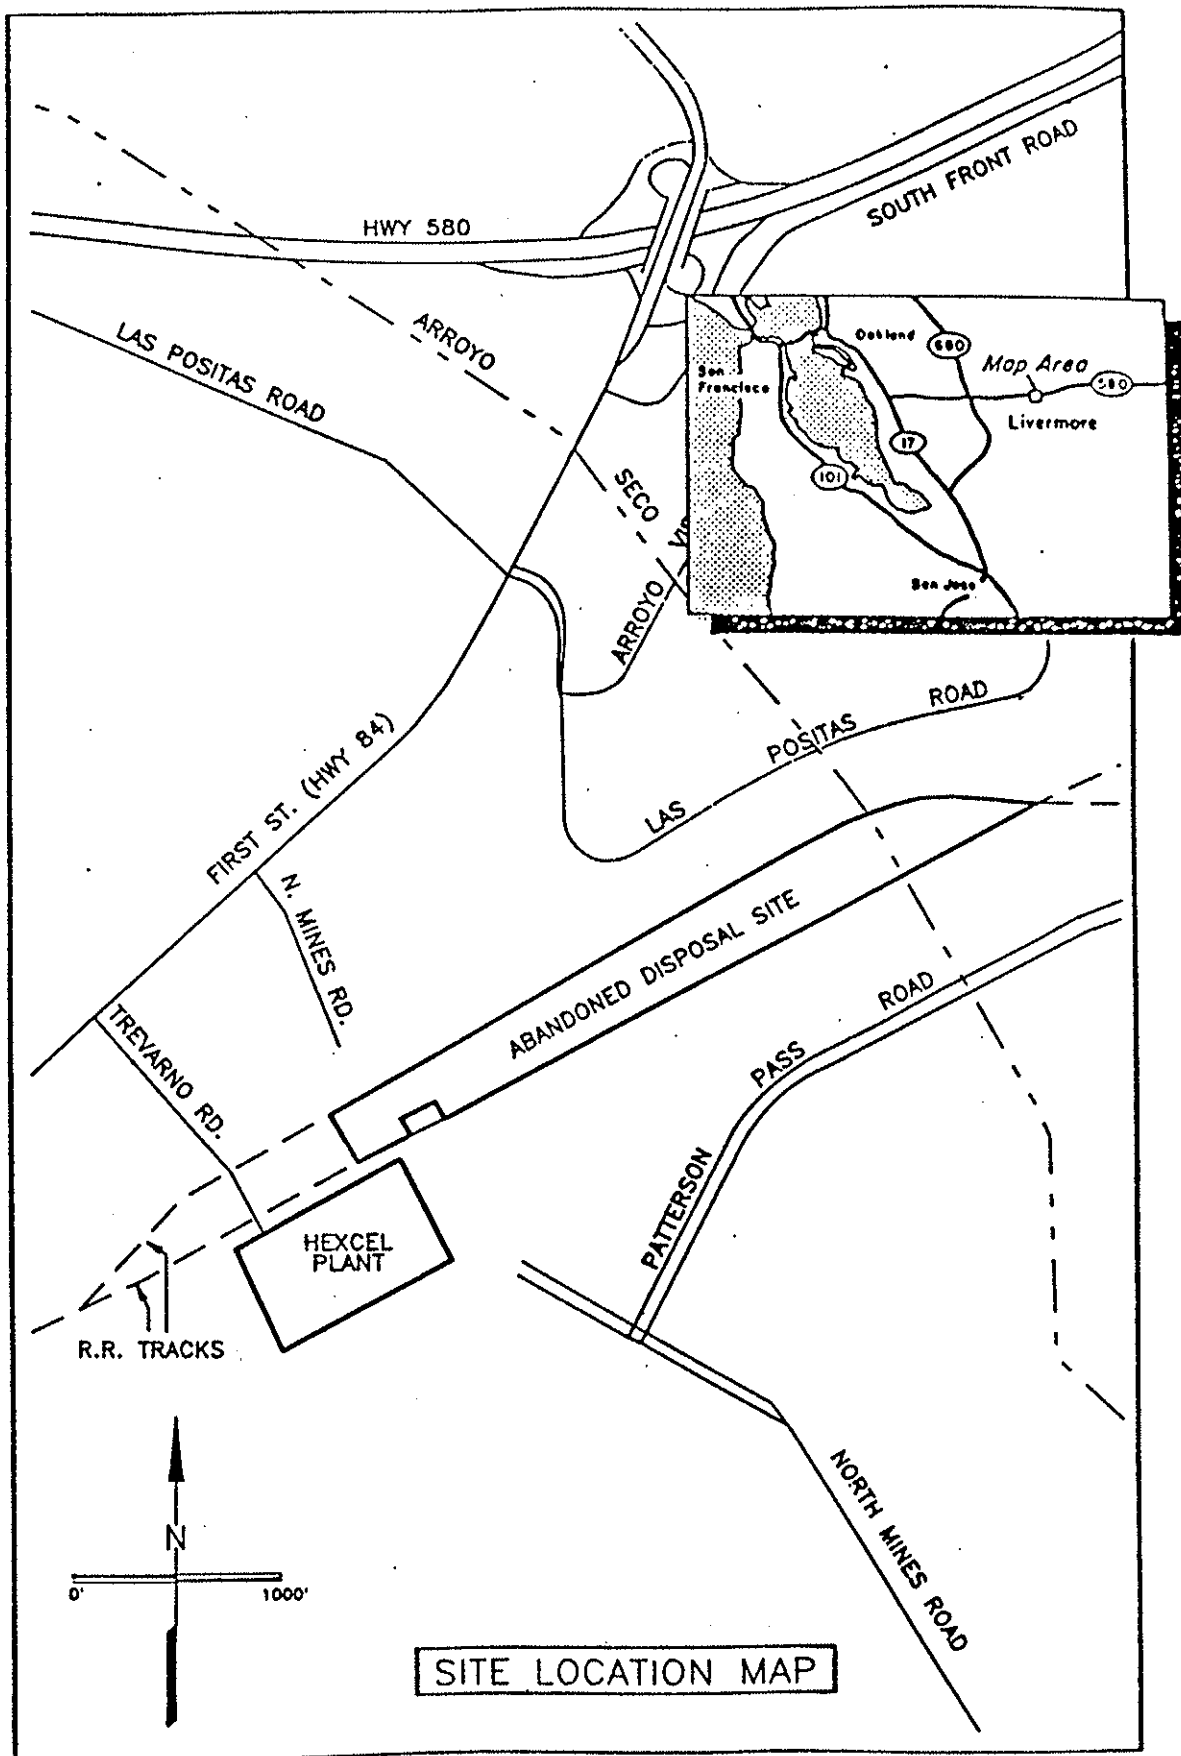 HWY 580
SOUTH FRONT ROAD
LAS POSITAS ROAD
ARROYO
SECO
ARROYO
San
Francisco
Oakland
680
Map Area
580
Livermore
17
101
San Jose
FIRST ST. (HWY 84)
LAS POSITAS ROAD
N. MINES RD.
TREVARNO RD.
ABANDONED DISPOSAL SITE
PATTERSON PASS ROAD
HEXCEL
PLANT
R.R. TRACKS
NORTH MINES ROAD
N
0' 1000'
SITE LOCATION MAP